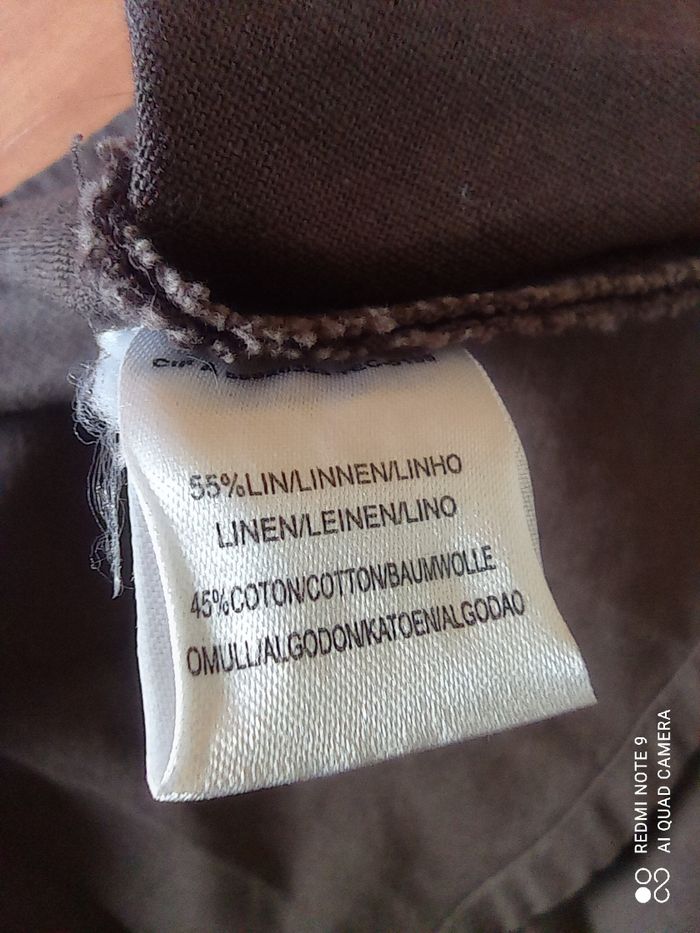 55%LIN/LINNEN/LINHO
LINEN/LEINEN/LINO
45%COTON/COTTON/BAUMWOLLE
OMULL/ALGODON/KATOEN/ALGODAO
REDMI NOTE 9
AI QUAD CAMERA